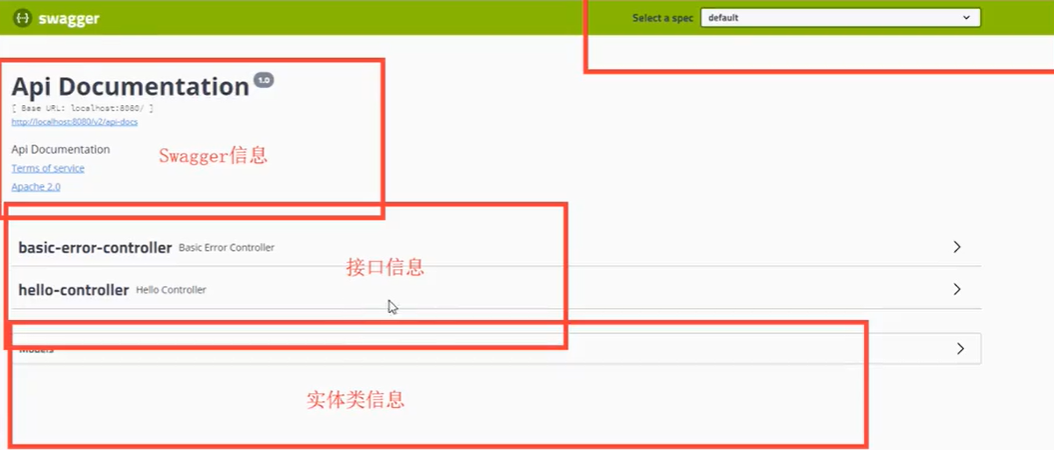 swagger
Select a spec default
Api Documentation 1.0
[ Base URL: localhost:8080/ ]
http://localhost:8080/v2/api-docs
Api Documentation
Swagger信息
Terms of service
Apache 2.0
basic-error-controller Basic Error Controller
接口信息
hello-controller Hello Controller
Models
实体类信息